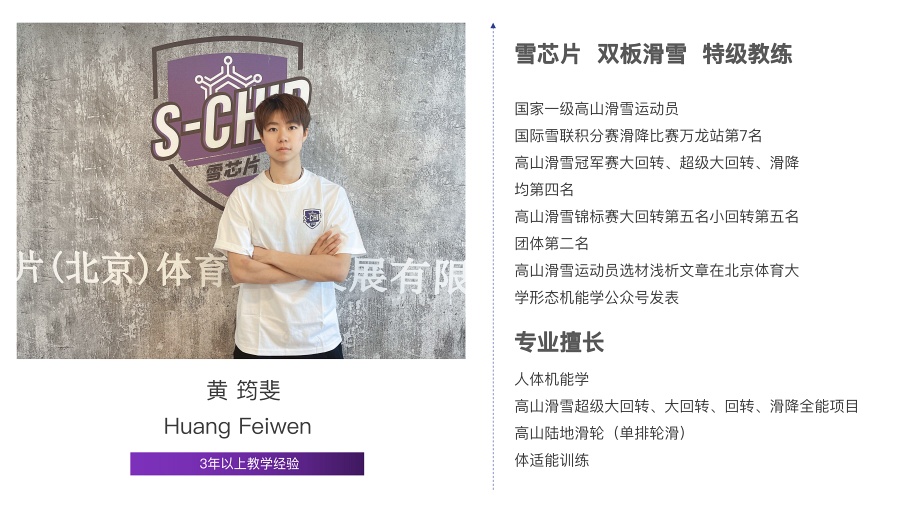 S-CHIP
雪芯片
S-CHI
片(北京)体育
展有限
黄 筠斐
Huang Feiwen
3年以上教学经验
雪芯片 双板滑雪 特级教练
国家一级高山滑雪运动员
国际雪联积分赛滑降比赛万龙站第7名
高山滑雪冠军赛大回转、超级大回转、滑降
均第四名
高山滑雪锦标赛大回转第五名小回转第五名
团体第二名
高山滑雪运动员选材浅析文章在北京体育大
学形态机能学公众号发表
专业擅长
人体机能学
高山滑雪超级大回转、大回转、回转、滑降全能项目
高山陆地滑轮（单排轮滑）
体适能训练